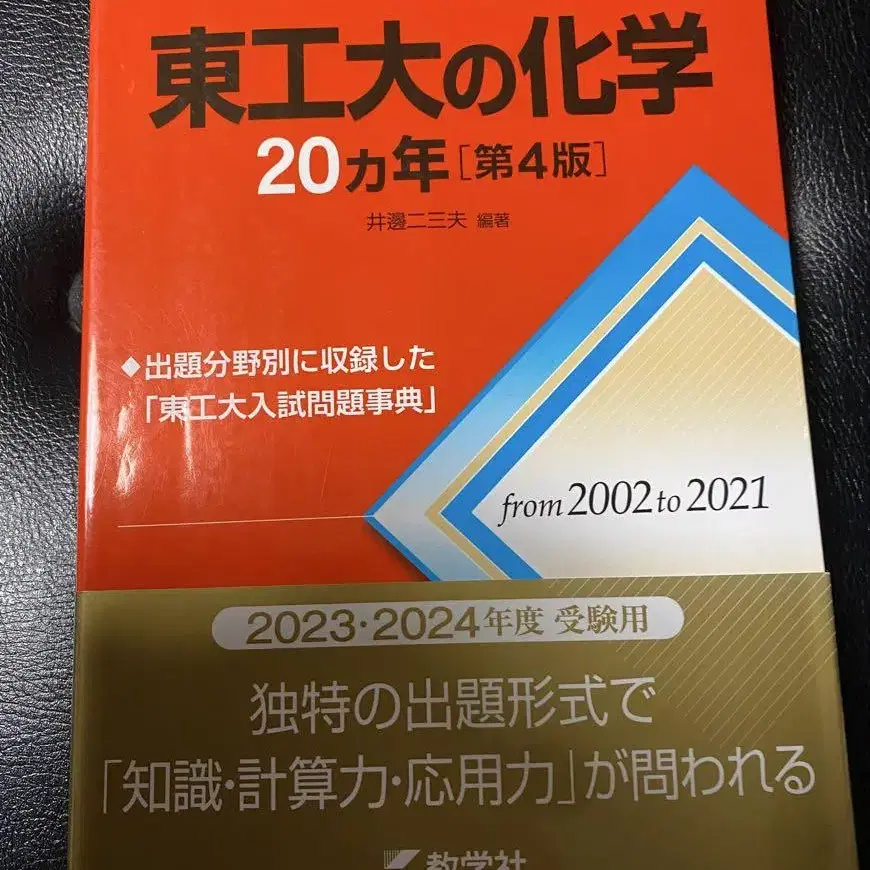 東工大の化学
20カ年[第4版]
井邊二三夫 編著
◆出題分野別に収録した
「東工大入試問題事典」
from 2002 to 2021
2023・2024年度 受験用
独特の出題形式で
「知識・計算力・応用力」が問われる
教学社